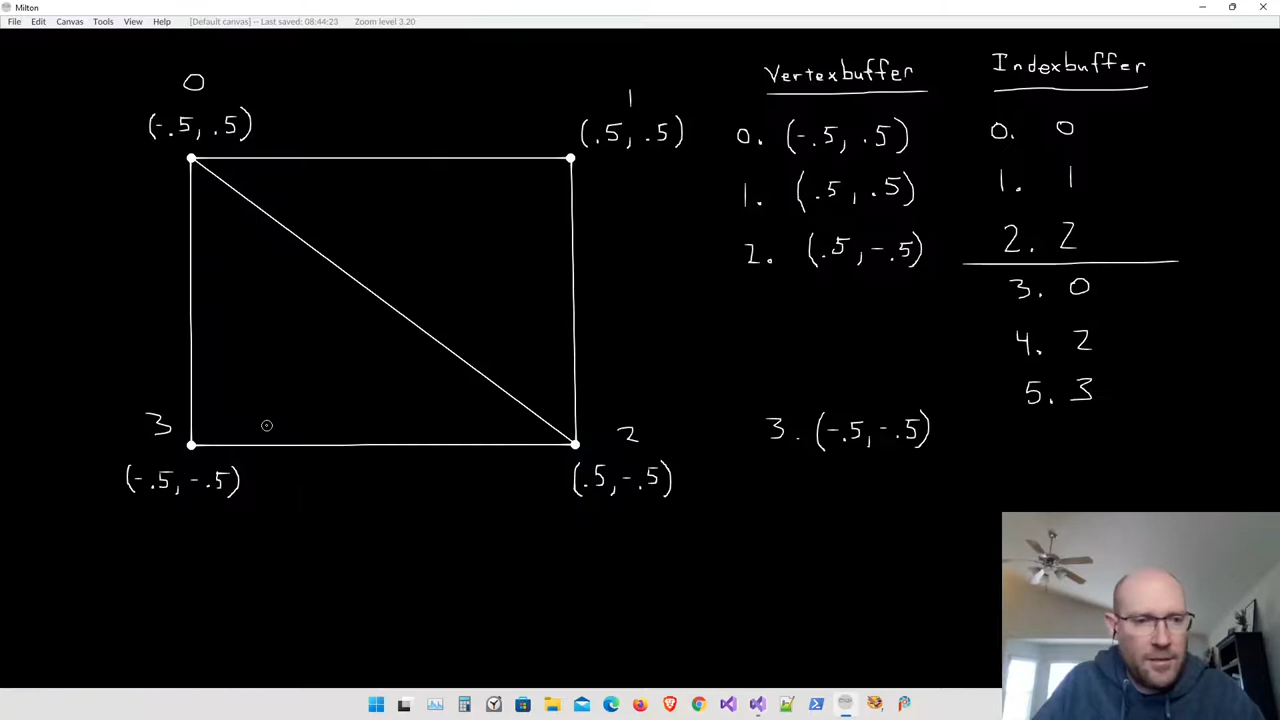 Milton
File Edit Canvas Tools View Help [Default canvas] -- Last saved: 08:44:23 Zoom level 3.20
0
(-.5, .5)
1
(.5, .5)
3
(-.5, -.5)
2
(.5, -.5)
Vertexbuffer
0. (-.5, .5)
1. (.5, .5)
2. (.5, -.5)
3. (-.5, -.5)
Indexbuffer
0. 0
1. 1
2. 2
3. 0
4. 2
5. 3